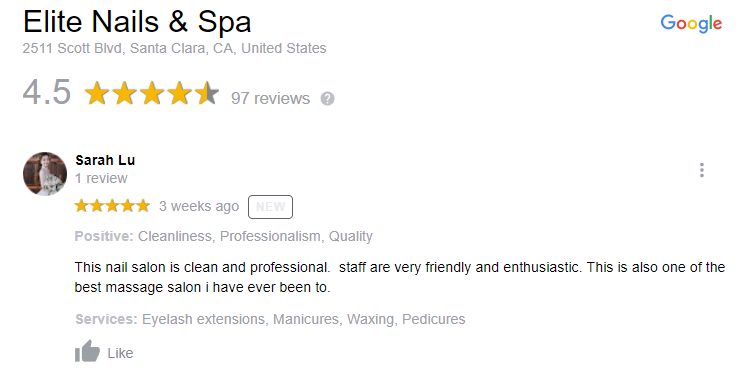 Elite Nails & Spa
Google
2511 Scott Blvd, Santa Clara, CA, United States
4.5 97 reviews ?
Sarah Lu
1 review
3 weeks ago NEW
Positive: Cleanliness, Professionalism, Quality
This nail salon is clean and professional.  staff are very friendly and enthusiastic. This is also one of the
best massage salon i have ever been to.
Services: Eyelash extensions, Manicures, Waxing, Pedicures
Like